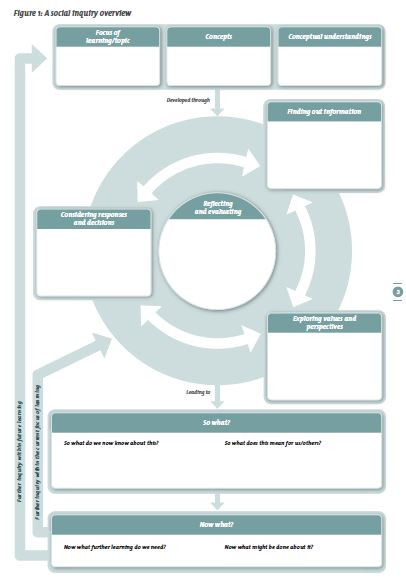 Figure 1: A social inquiry overview
Focus of
learning/topic
Concepts
Conceptual understandings
Developed through
Finding out information
Reflecting
and evaluating
Considering responses
and decisions
Exploring values and
perspectives
3
Leading to
So what?
So what do we now know about this?
So what does this mean for us/others?
Now what?
Now what further learning do we need?
Now what might be done about it?
Further inquiry within future learning
Further inquiry within the current focus of learning